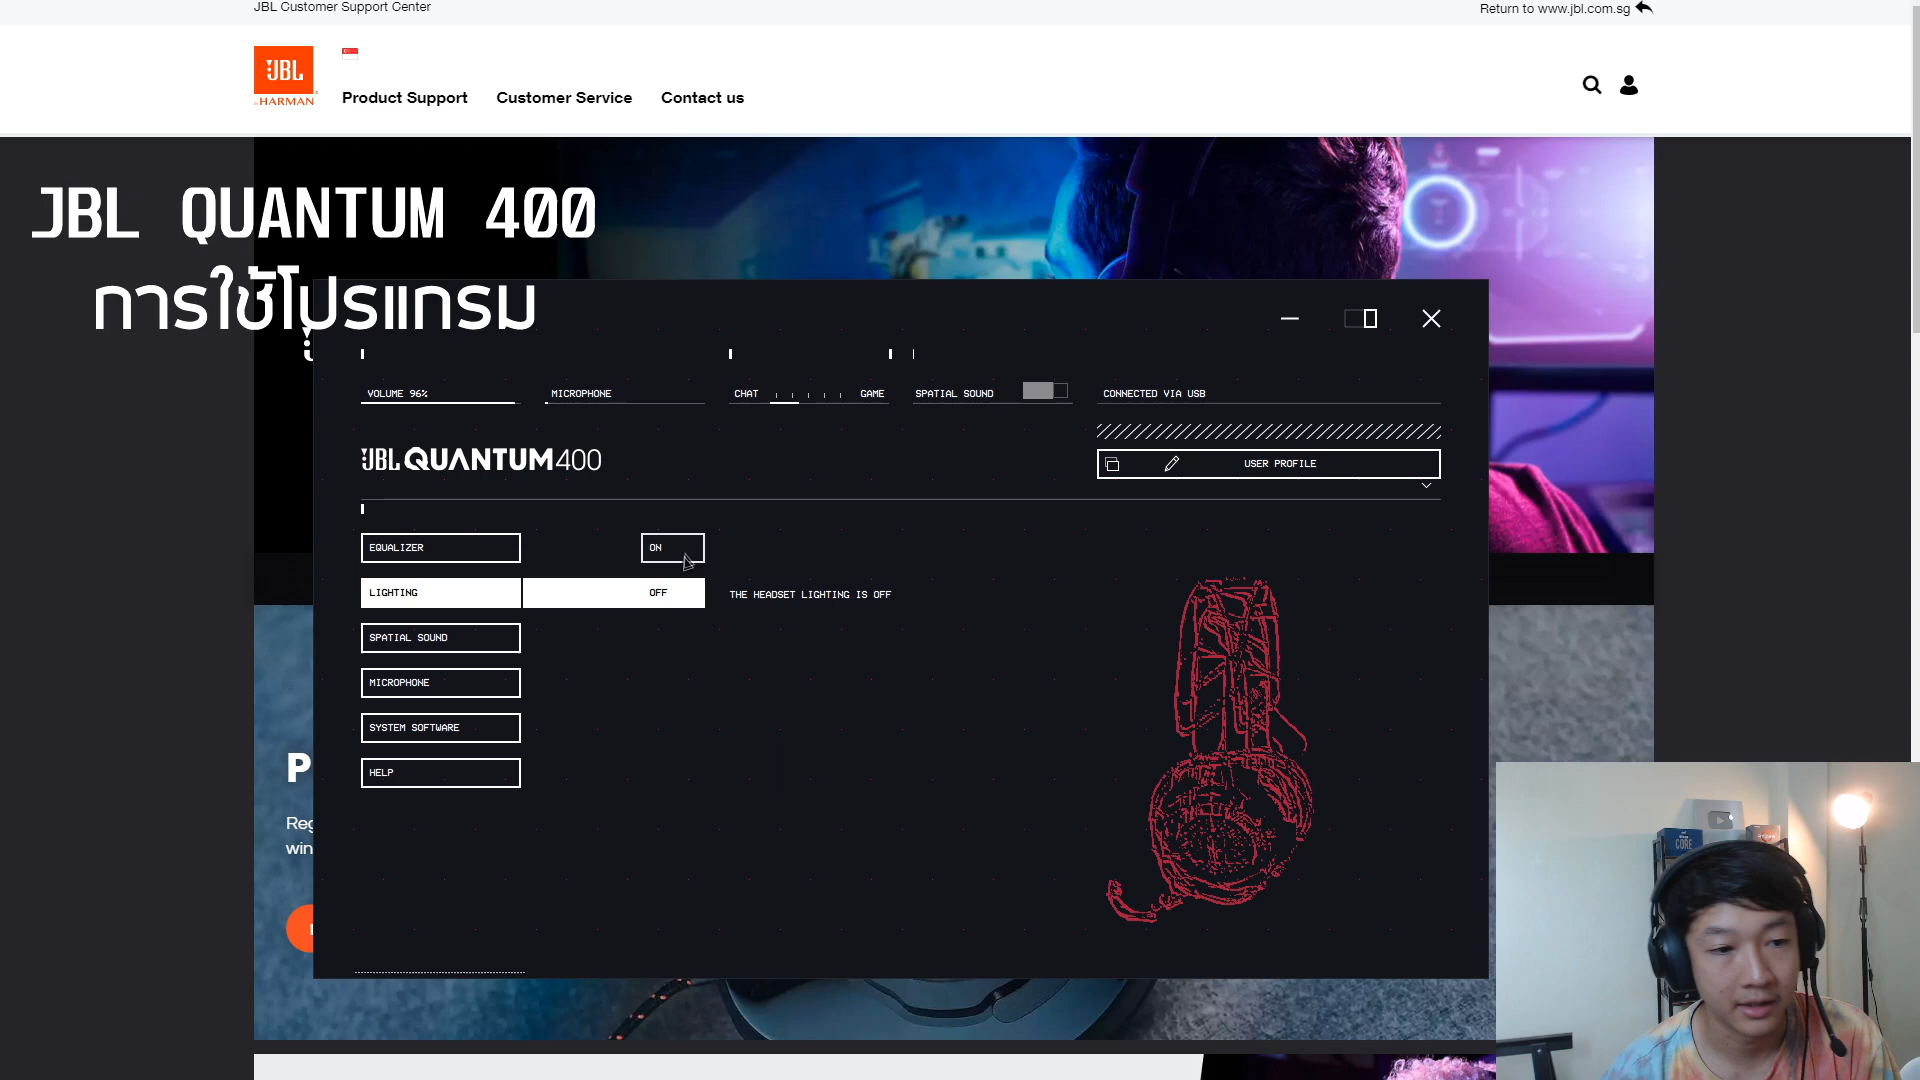 JBL Customer Support Center
Return to www.jbl.com.sg
JBL
by HARMAN
Product Support
Customer Service
Contact us
JBL QUANTUM 400
การใช้โปรแกรม
VOLUME 96%
MICROPHONE
CHAT
GAME
SPATIAL SOUND
CONNECTED VIA USB
JBL QUANTUM400
USER PROFILE
EQUALIZER
ON
LIGHTING
OFF
THE HEADSET LIGHTING IS OFF
SPATIAL SOUND
MICROPHONE
SYSTEM SOFTWARE
HELP
P
Reg
win
CORE
RYZEN